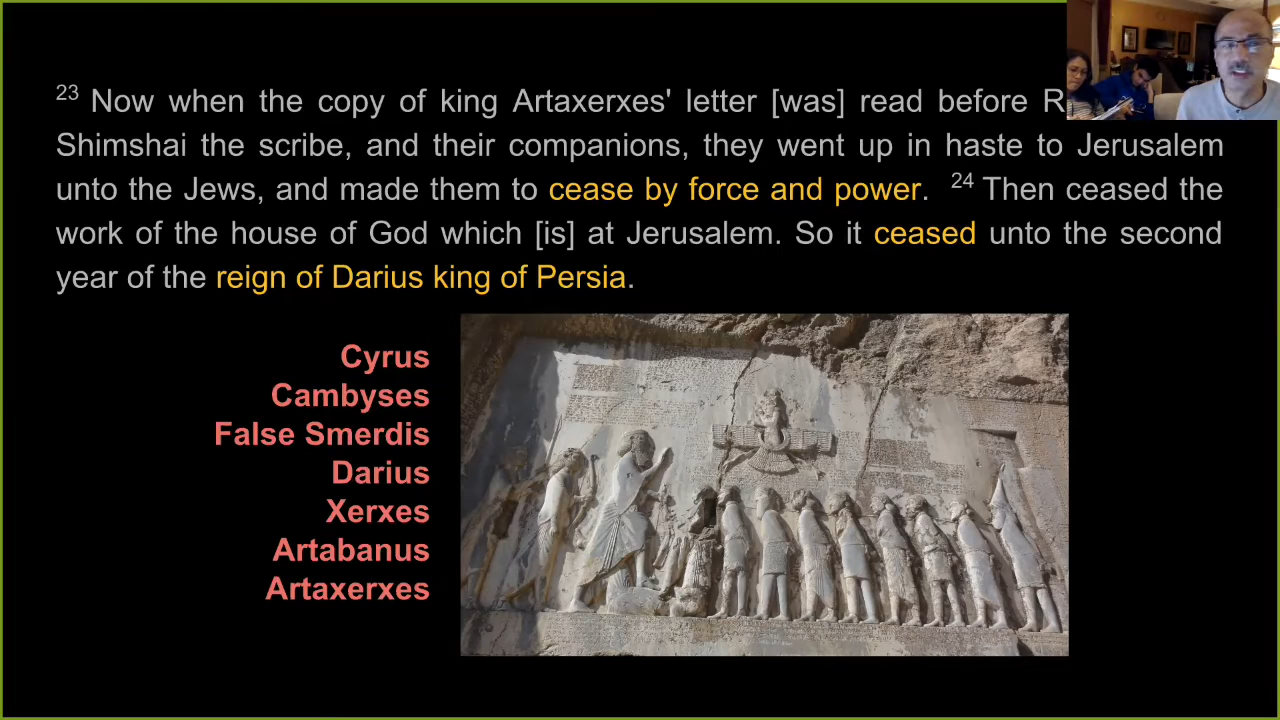 23 Now when the copy of king Artaxerxes' letter [was] read before
Shimshai the scribe, and their companions, they went up in haste to Jerusalem
unto the Jews, and made them to cease by force and power. 24 Then ceased the
work of the house of God which [is] at Jerusalem. So it ceased unto the second
year of the reign of Darius king of Persia.
Cyrus
Cambyses
False Smerdis
Darius
Xerxes
Artabanus
Artaxerxes